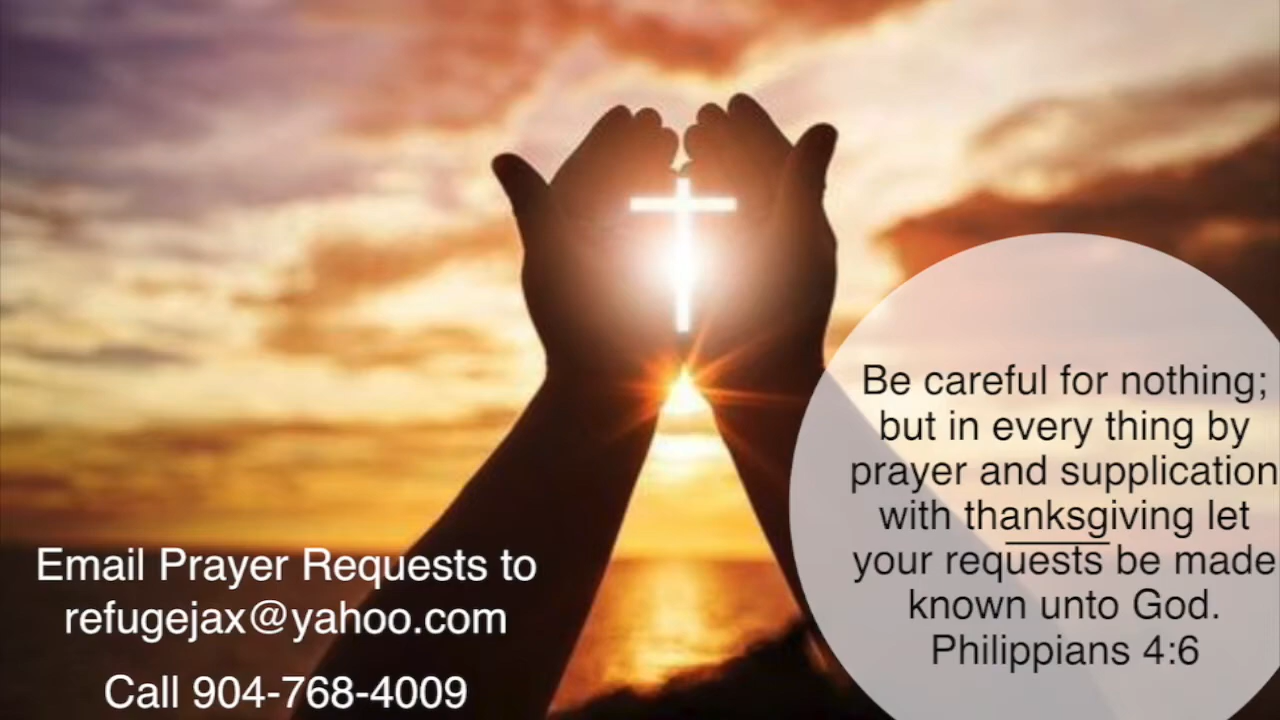 Email Prayer Requests to
refugejax@yahoo.com
Call 904-768-4009
Be careful for nothing;
but in every thing by
prayer and supplication
with thanksgiving let
your requests be made
known unto God.
Philippians 4:6